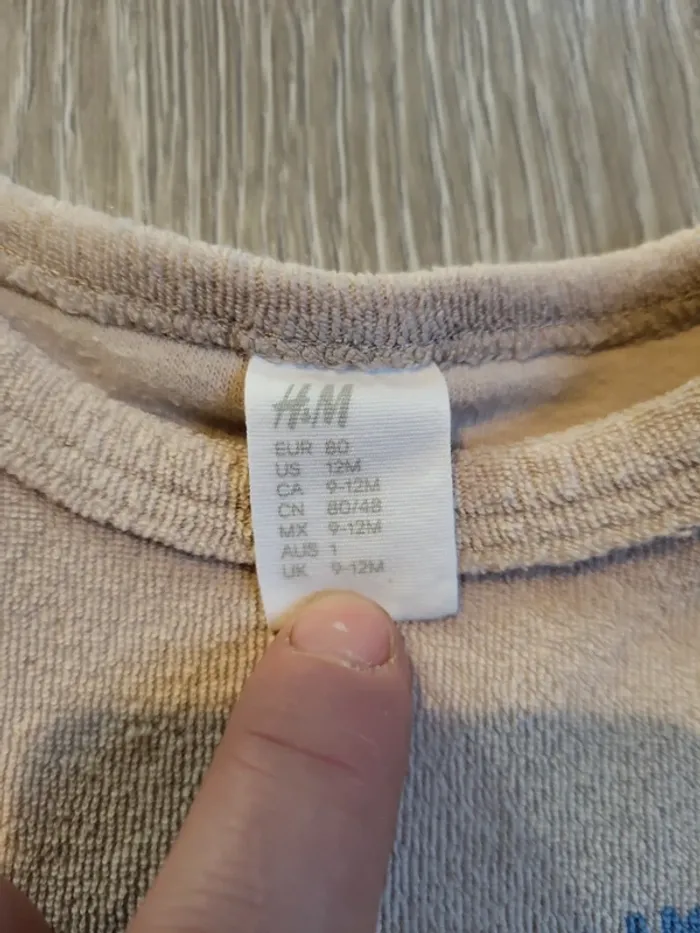 H&M
EUR 80
US 12M
CA 9-12M
CN 80/48
MX 9-12M
AUS 1
UK 9-12M